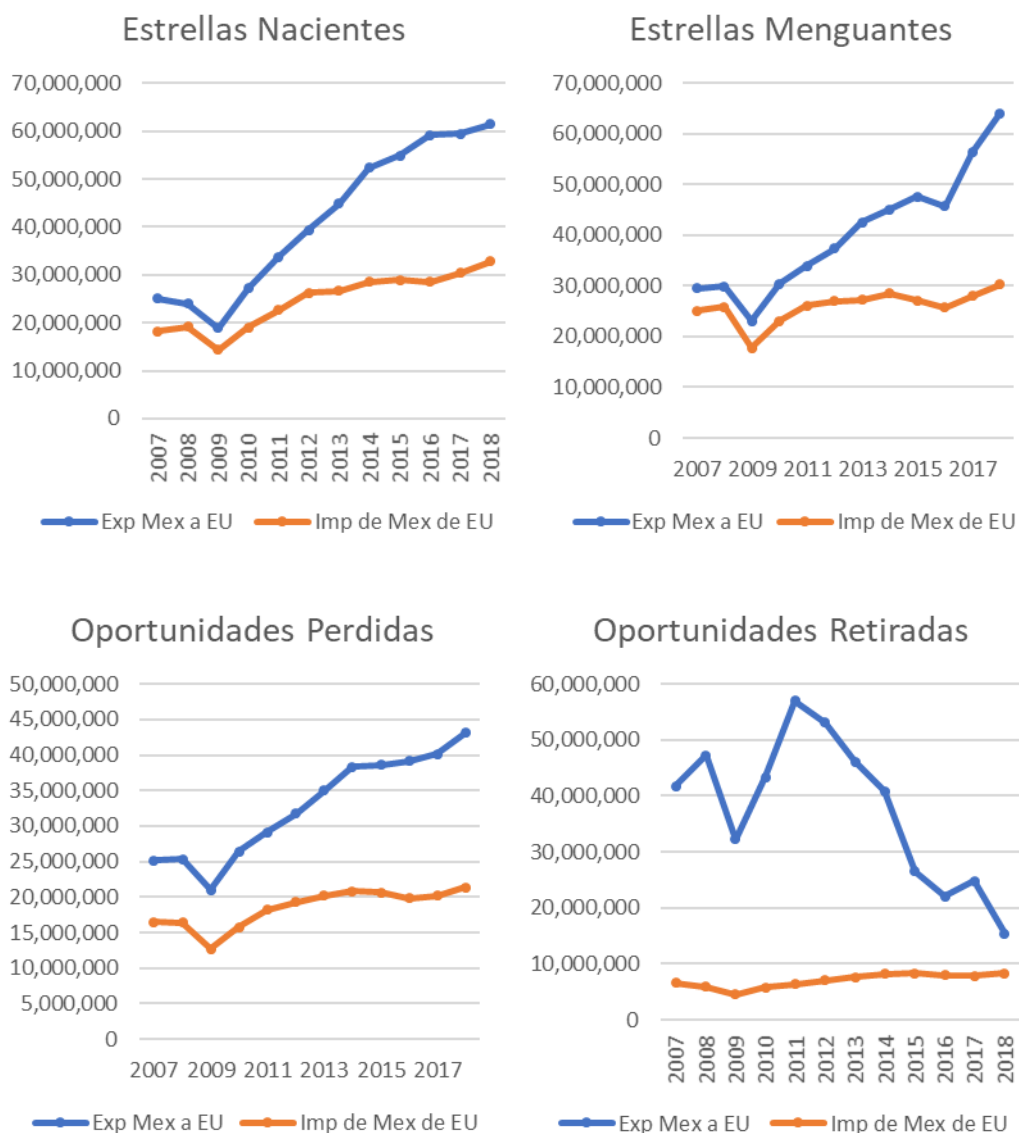 Estrellas Nacientes
70,000,000
60,000,000
50,000,000
40,000,000
30,000,000
20,000,000
10,000,000
0
2007 2008 2009 2010 2011 2012 2013 2014 2015 2016 2017 2018
Exp Mex a EU Imp de Mex de EU
Estrellas Menguantes
70,000,000
60,000,000
50,000,000
40,000,000
30,000,000
20,000,000
10,000,000
0
2007 2009 2011 2013 2015 2017
Exp Mex a EU Imp de Mex de EU
Oportunidades Perdidas
50,000,000
45,000,000
40,000,000
35,000,000
30,000,000
25,000,000
20,000,000
15,000,000
10,000,000
5,000,000
0
2007 2009 2011 2013 2015 2017
Exp Mex a EU Imp de Mex de EU
Oportunidades Retiradas
60,000,000
50,000,000
40,000,000
30,000,000
20,000,000
10,000,000
0
2007 2008 2009 2010 2011 2012 2013 2014 2015 2016 2017 2018
Exp Mex a EU Imp de Mex de EU